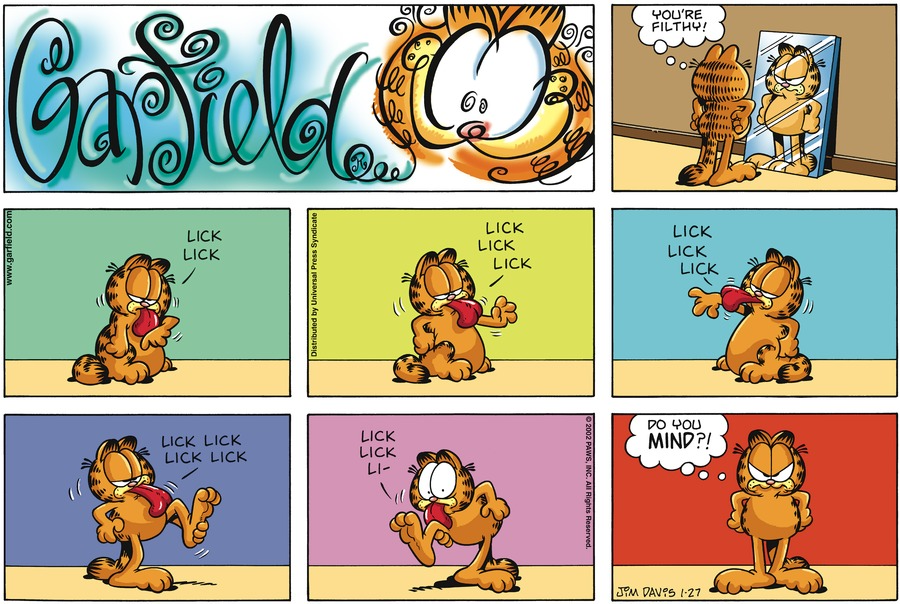 Garfield
®
YOU'RE
FILTHY!
www.garfield.com
LICK
LICK
Distributed by Universal Press Syndicate
LICK
LICK
LICK
LICK
LICK
LICK
LICK LICK
LICK LICK
LICK
LICK
LI-
© 2002 PAWS, INC. All Rights Reserved.
DO YOU
MIND?!
JIM DAVIS 1-27